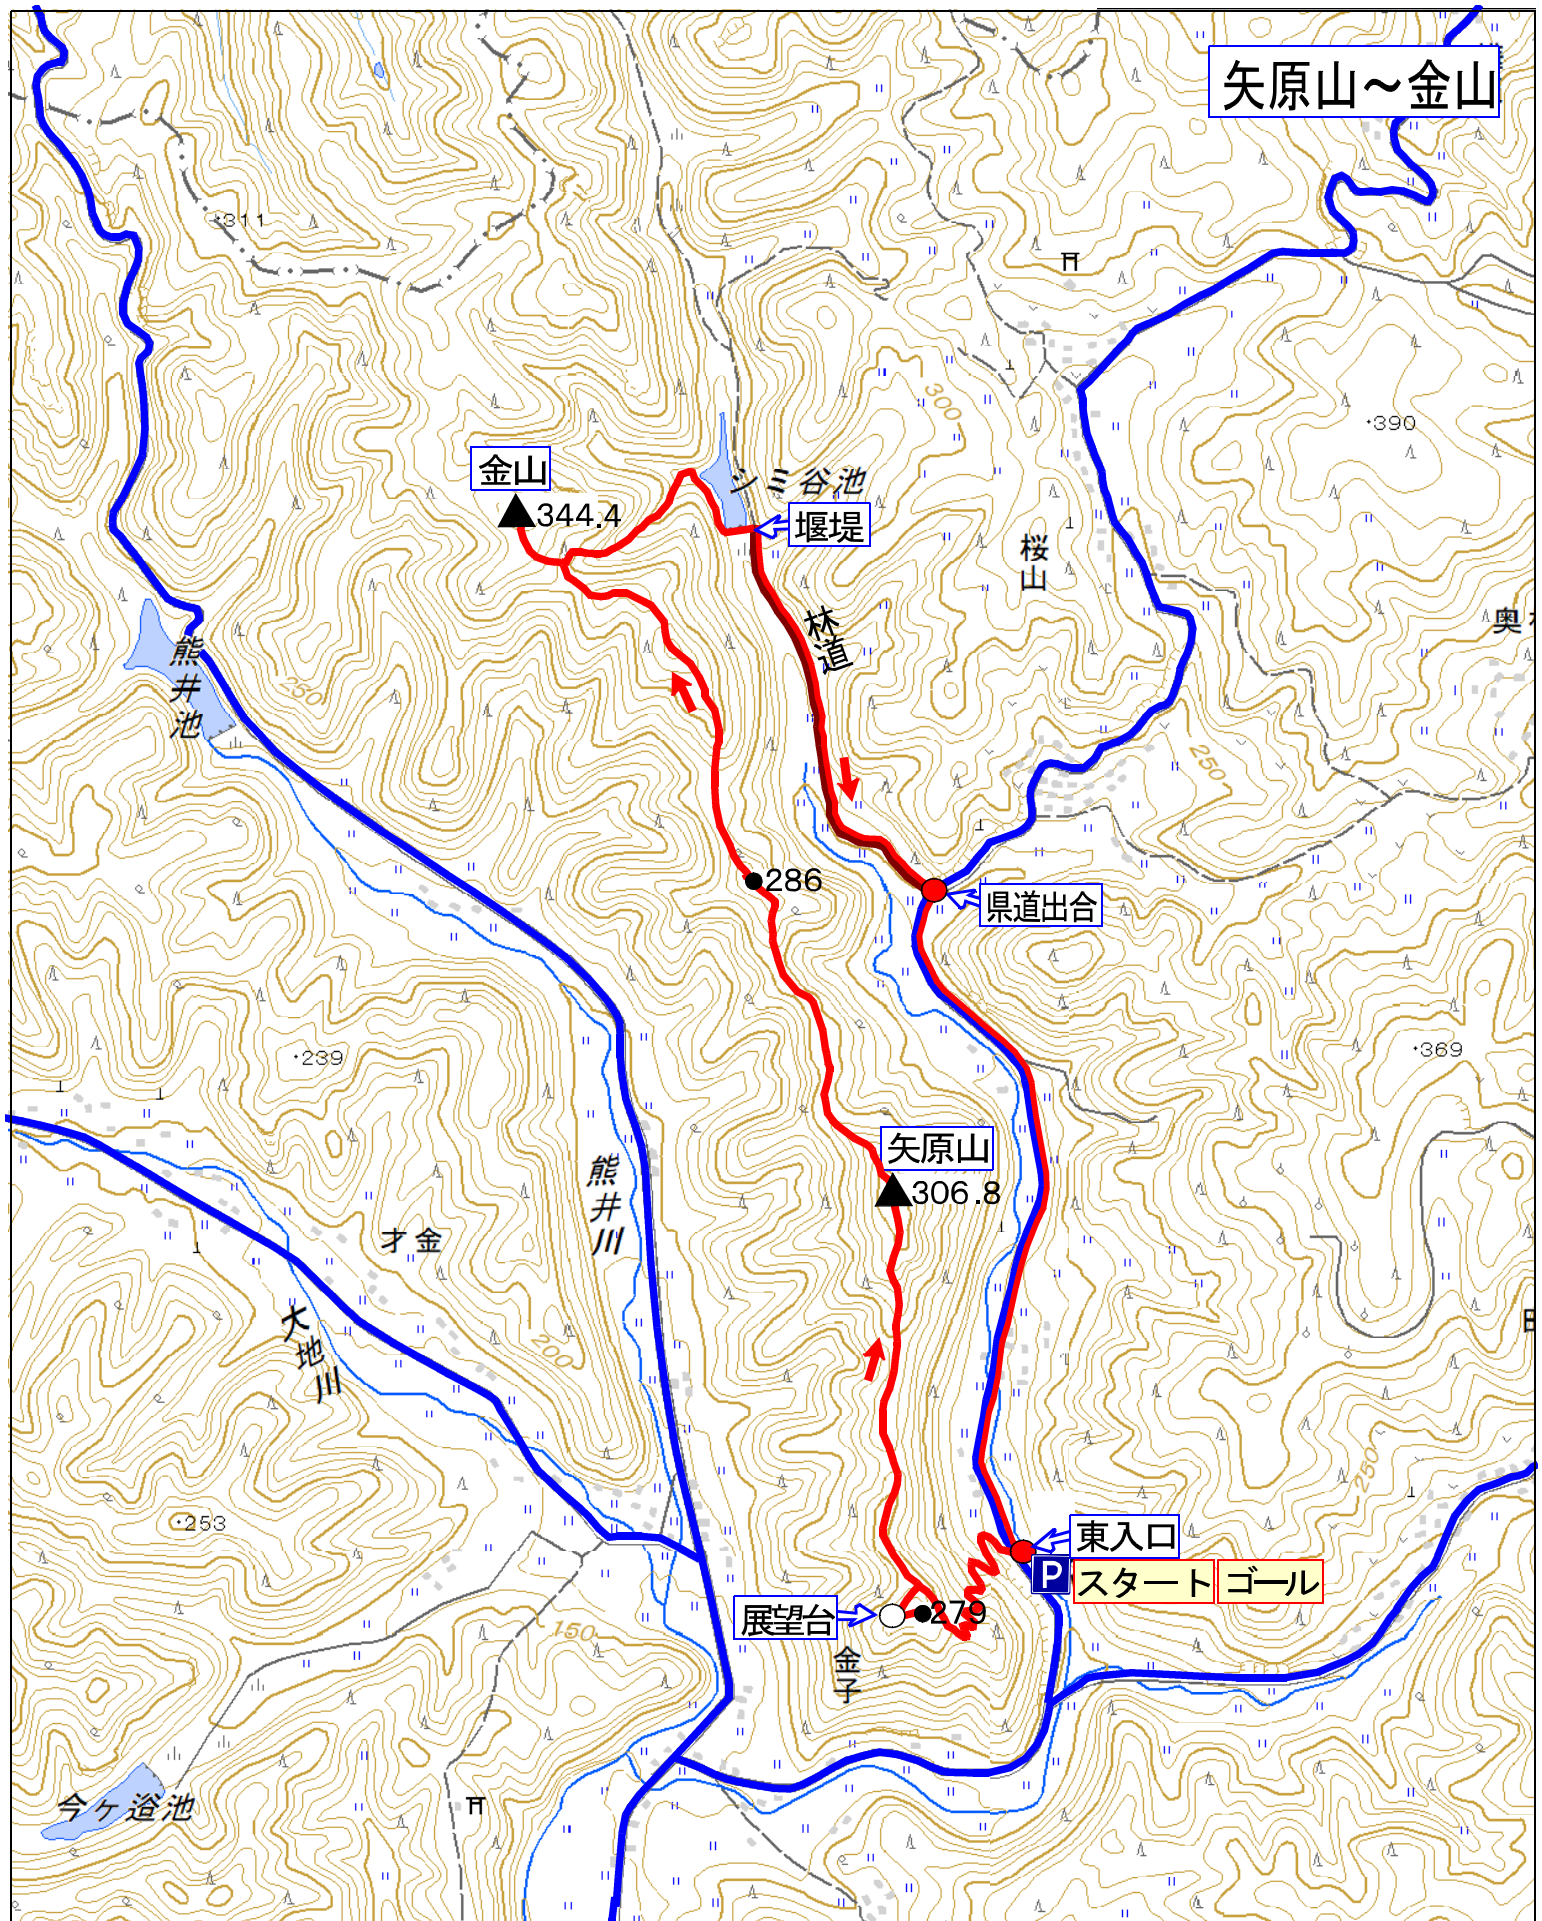 矢原山～金山
311
300
390
金山
344.4
シミ谷池
堰堤
桜山
林道
奥
熊井池
250
250
286
県道出合
239
369
矢原山
306.8
熊井川
才金
大地川
200
250
253
東入口
P
スタート
ゴール
展望台
279
150
金子
今ヶ浴池